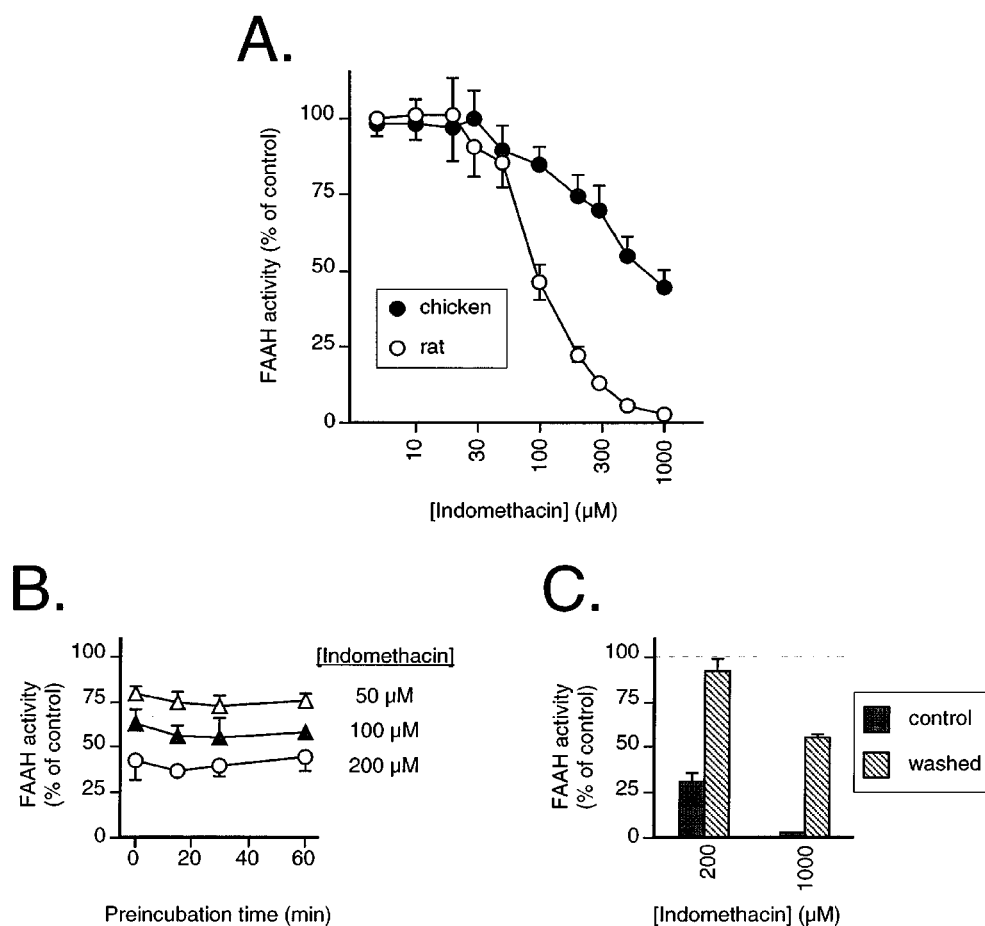 A.
FAAH activity (% of control)
100
75
50
25
0
chicken
rat
10
30
100
300
1000
[Indomethacin] (µM)
B.
FAAH activity
(% of control)
100
75
50
25
0
0
20
40
60
Preincubation time (min)
[Indomethacin]
50 µM
100 µM
200 µM
C.
FAAH activity
(% of control)
100
75
50
25
0
200
1000
[Indomethacin] (µM)
control
washed